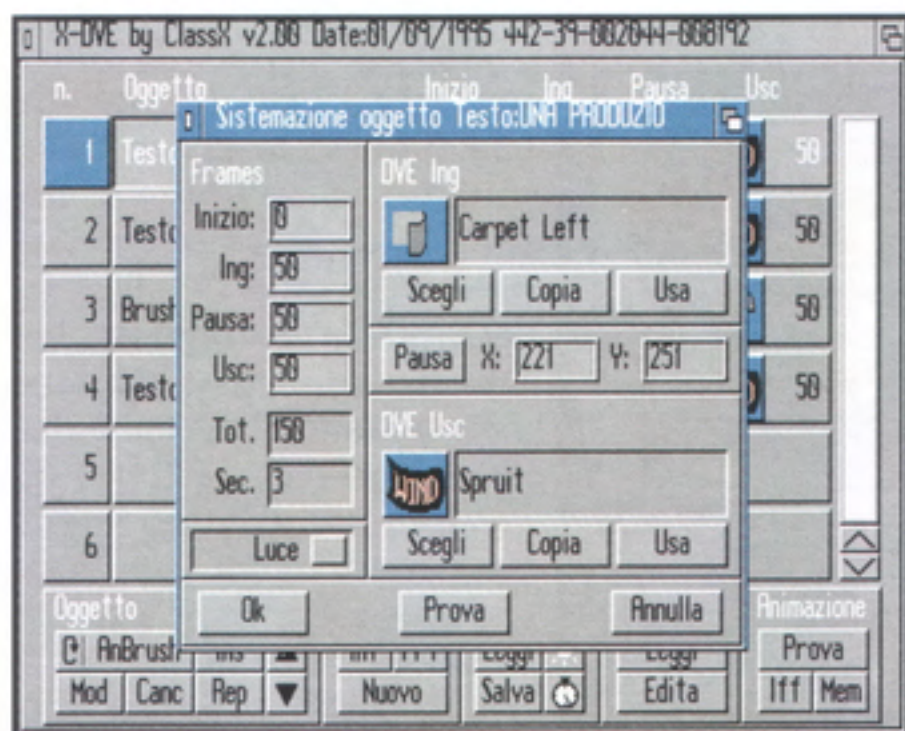 X-DVE by ClassX v2.00 Date:01/09/1995 442-39-002044-008192
n. Oggetto Inizio Ing Pausa Usc
Sistemazione oggetto Testo:UNA PRODUZIO
1 Testo 50
2 Testo 50
3 Brush 50
4 Testo 50
5
6
Frames
Inizio: 0
Ing: 50
Pausa: 50
Usc: 50
Tot. 150
Sec. 3
Luce
DVE Ing
Carpet Left
Scegli Copia Usa
Pausa X: 221 Y: 251
DVE Usc
WIND Spruit
Scegli Copia Usa
Ok Prova Annulla
Oggetto Animazione
AnBrush Ins Leggi Leggi Prova
Mod Canc Rep Nuovo Salva Edita Iff Mem